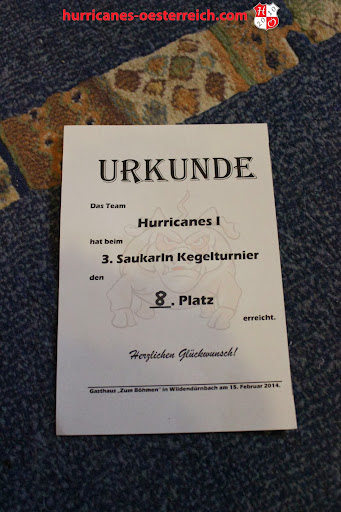 hurricanes-oesterreich.com
URKUNDE
Das Team
Hurricanes I
hat beim
3. Saukarln Kegelturnier
den
8. Platz
erreicht.
Herzlichen Glückwunsch!
Gasthaus „Zum Böhmen" in Wildendürnbach am 15. Februar 2014.